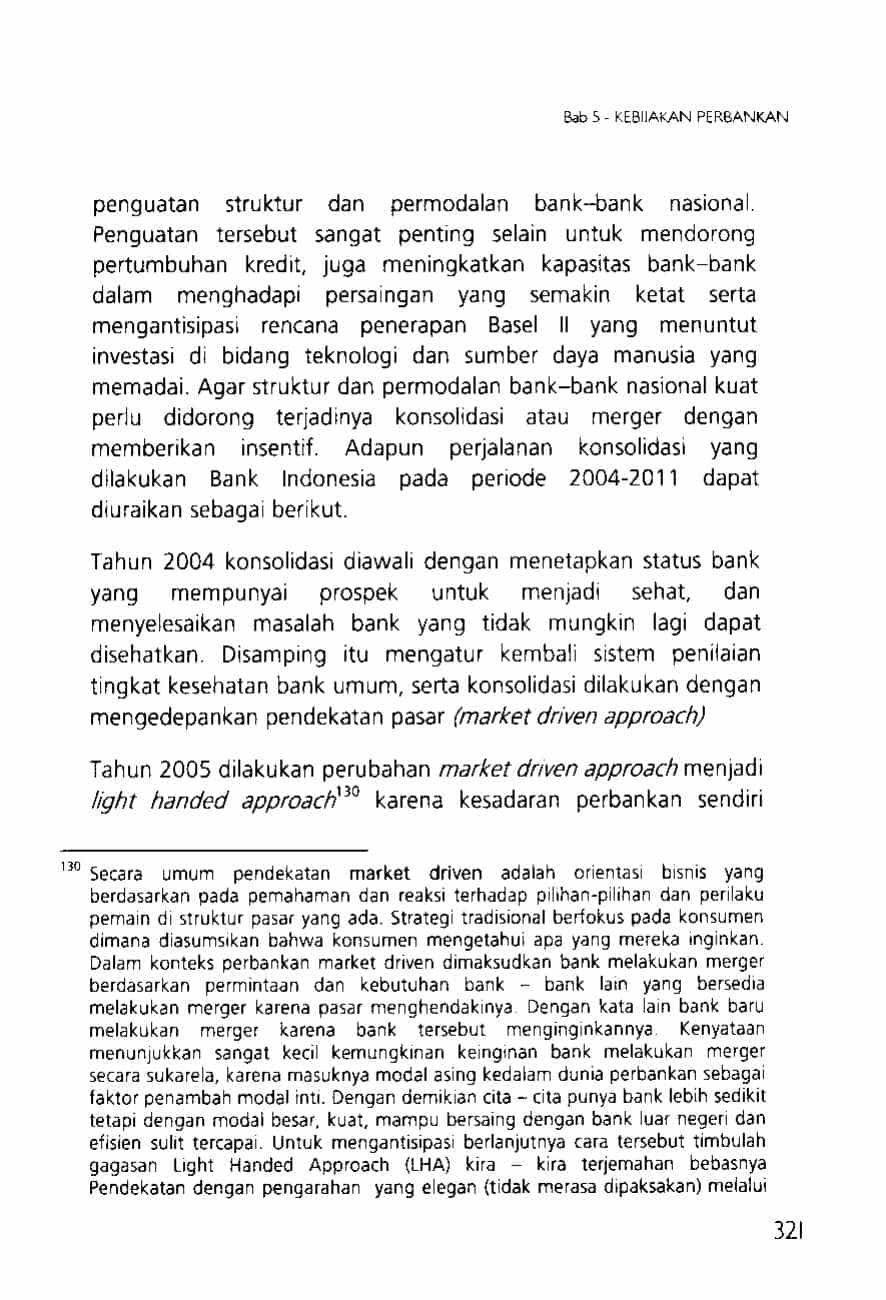 Bab 5 - KEBIJAKAN PERBANKAN
penguatan struktur dan permodalan bank–bank nasional.
Penguatan tersebut sangat penting selain untuk mendorong
pertumbuhan kredit, juga meningkatkan kapasitas bank–bank
dalam menghadapi persaingan yang semakin ketat serta
mengantisipasi rencana penerapan Basel II yang menuntut
investasi di bidang teknologi dan sumber daya manusia yang
memadai. Agar struktur dan permodalan bank–bank nasional kuat
perlu didorong terjadinya konsolidasi atau merger dengan
memberikan insentif. Adapun perjalanan konsolidasi yang
dilakukan Bank Indonesia pada periode 2004-2011 dapat
diuraikan sebagai berikut.
Tahun 2004 konsolidasi diawali dengan menetapkan status bank
yang mempunyai prospek untuk menjadi sehat, dan
menyelesaikan masalah bank yang tidak mungkin lagi dapat
disehatkan. Disamping itu mengatur kembali sistem penilaian
tingkat kesehatan bank umum, serta konsolidasi dilakukan dengan
mengedepankan pendekatan pasar (market driven approach)
Tahun 2005 dilakukan perubahan market driven approach menjadi
light handed approach130 karena kesadaran perbankan sendiri
130 Secara umum pendekatan market driven adalah orientasi bisnis yang
berdasarkan pada pemahaman dan reaksi terhadap pilihan-pilihan dan perilaku
pemain di struktur pasar yang ada. Strategi tradisional berfokus pada konsumen
dimana diasumsikan bahwa konsumen mengetahui apa yang mereka inginkan.
Dalam konteks perbankan market driven dimaksudkan bank melakukan merger
berdasarkan permintaan dan kebutuhan bank – bank lain yang bersedia
melakukan merger karena pasar menghendakinya. Dengan kata lain bank baru
melakukan merger karena bank tersebut menginginkannya. Kenyataan
menunjukkan sangat kecil kemungkinan keinginan bank melakukan merger
secara sukarela, karena masuknya modal asing kedalam dunia perbankan sebagai
faktor penambah modal inti. Dengan demikian cita – cita punya bank lebih sedikit
tetapi dengan modal besar, kuat, mampu bersaing dengan bank luar negeri dan
efisien sulit tercapai. Untuk mengantisipasi berlanjutnya cara tersebut timbulah
gagasan Light Handed Approach (LHA) kira – kira terjemahan bebasnya
Pendekatan dengan pengarahan yang elegan (tidak merasa dipaksakan) melalui
321